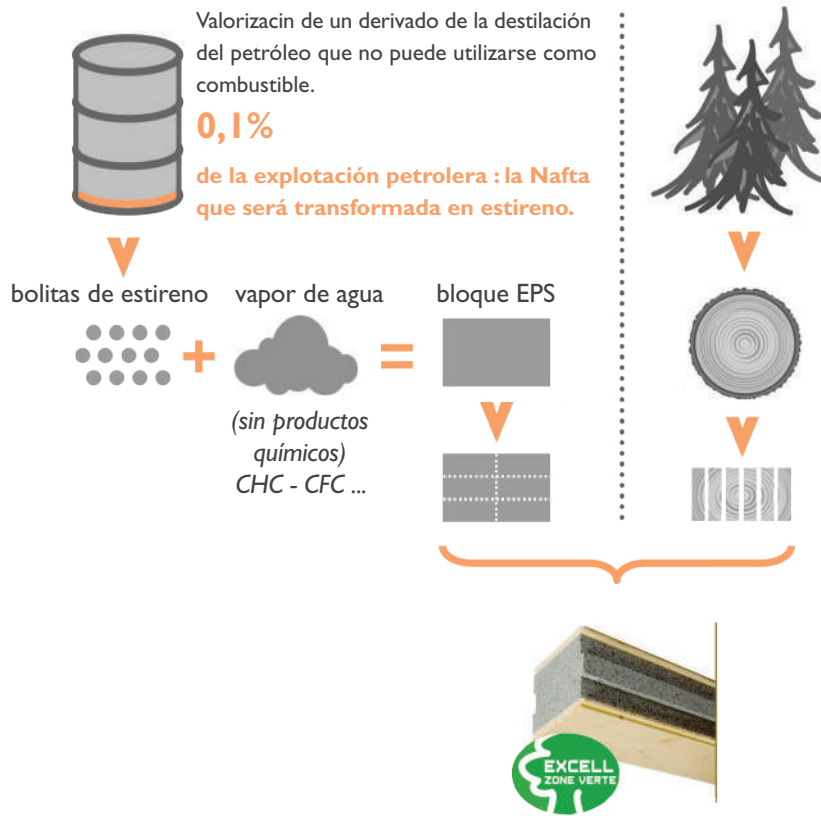 Valorizacin de un derivado de la destilación
del petróleo que no puede utilizarse como
combustible.
0,1%
de la explotación petrolera : la Nafta
que será transformada en estireno.
bolitas de estireno
vapor de agua
bloque EPS
(sin productos
químicos)
CHC - CFC ...
EXCELL
ZONE VERTE